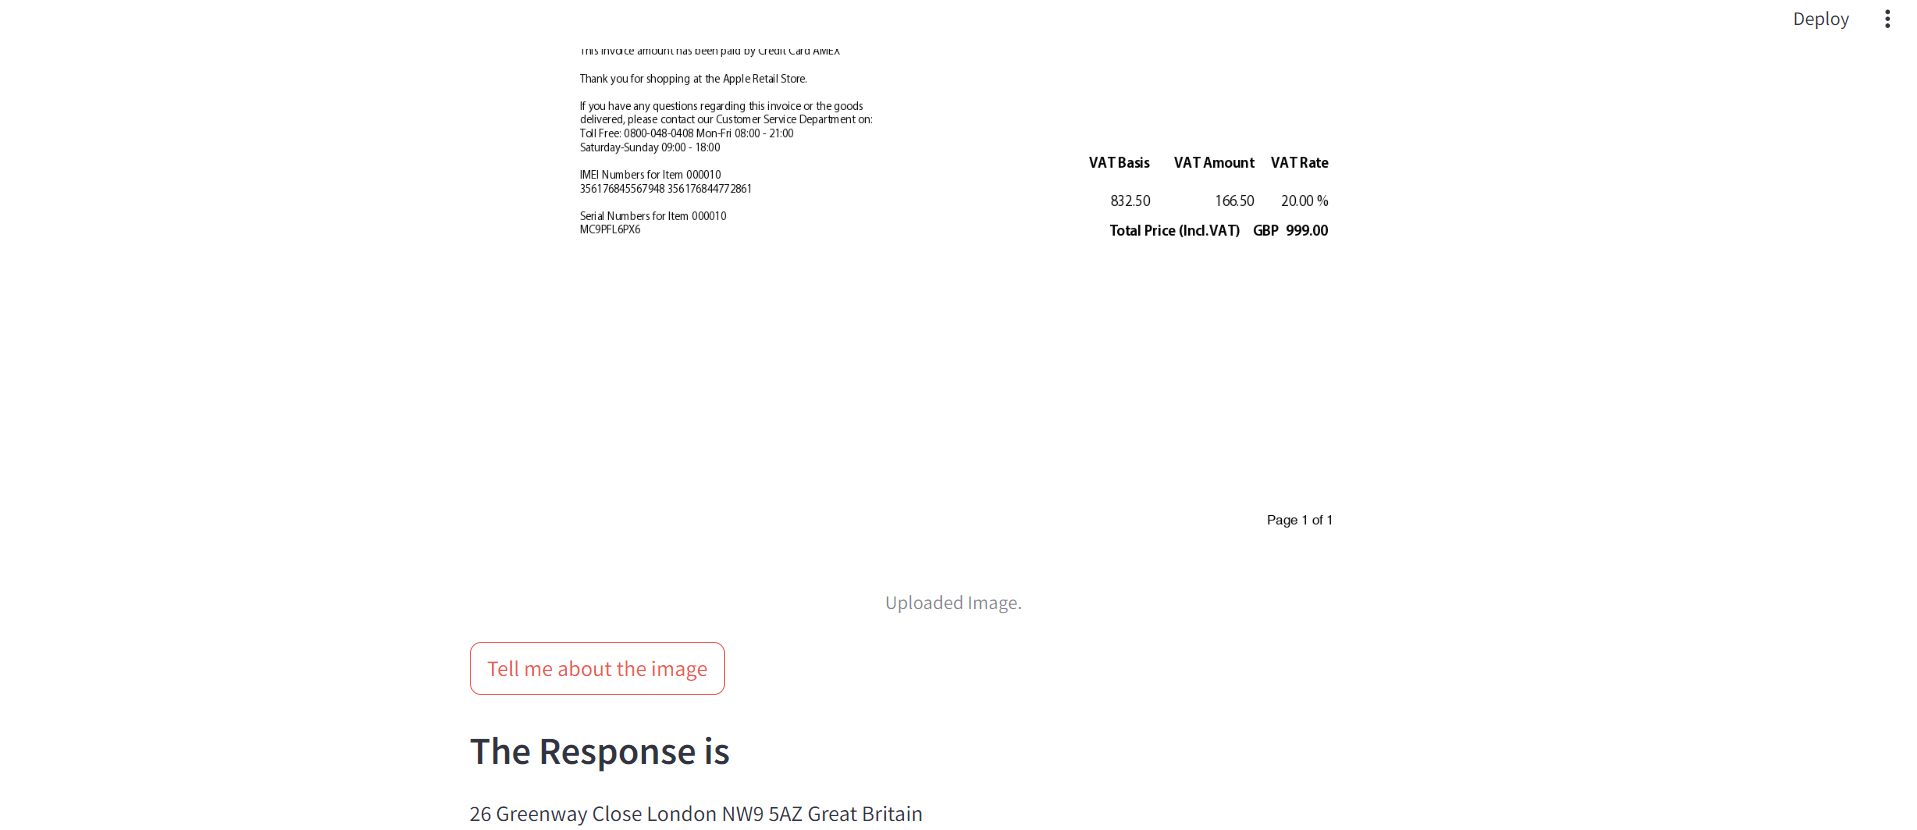 Deploy
This invoice amount has been paid by Credit Card AMEX
Thank you for shopping at the Apple Retail Store.
If you have any questions regarding this invoice or the goods
delivered, please contact our Customer Service Department on:
Toll Free: 0800-048-0408 Mon-Fri 08:00 - 21:00
Saturday-Sunday 09:00 - 18:00
IMEI Numbers for Item 000010
356176845567948 356176844772861
Serial Numbers for Item 000010
MC9PFL6PX6
VAT Basis VAT Amount VAT Rate
832.50 166.50 20.00 %
Total Price (Incl.VAT) GBP 999.00
Page 1 of 1
Uploaded Image.
Tell me about the image
The Response is
26 Greenway Close London NW9 5AZ Great Britain